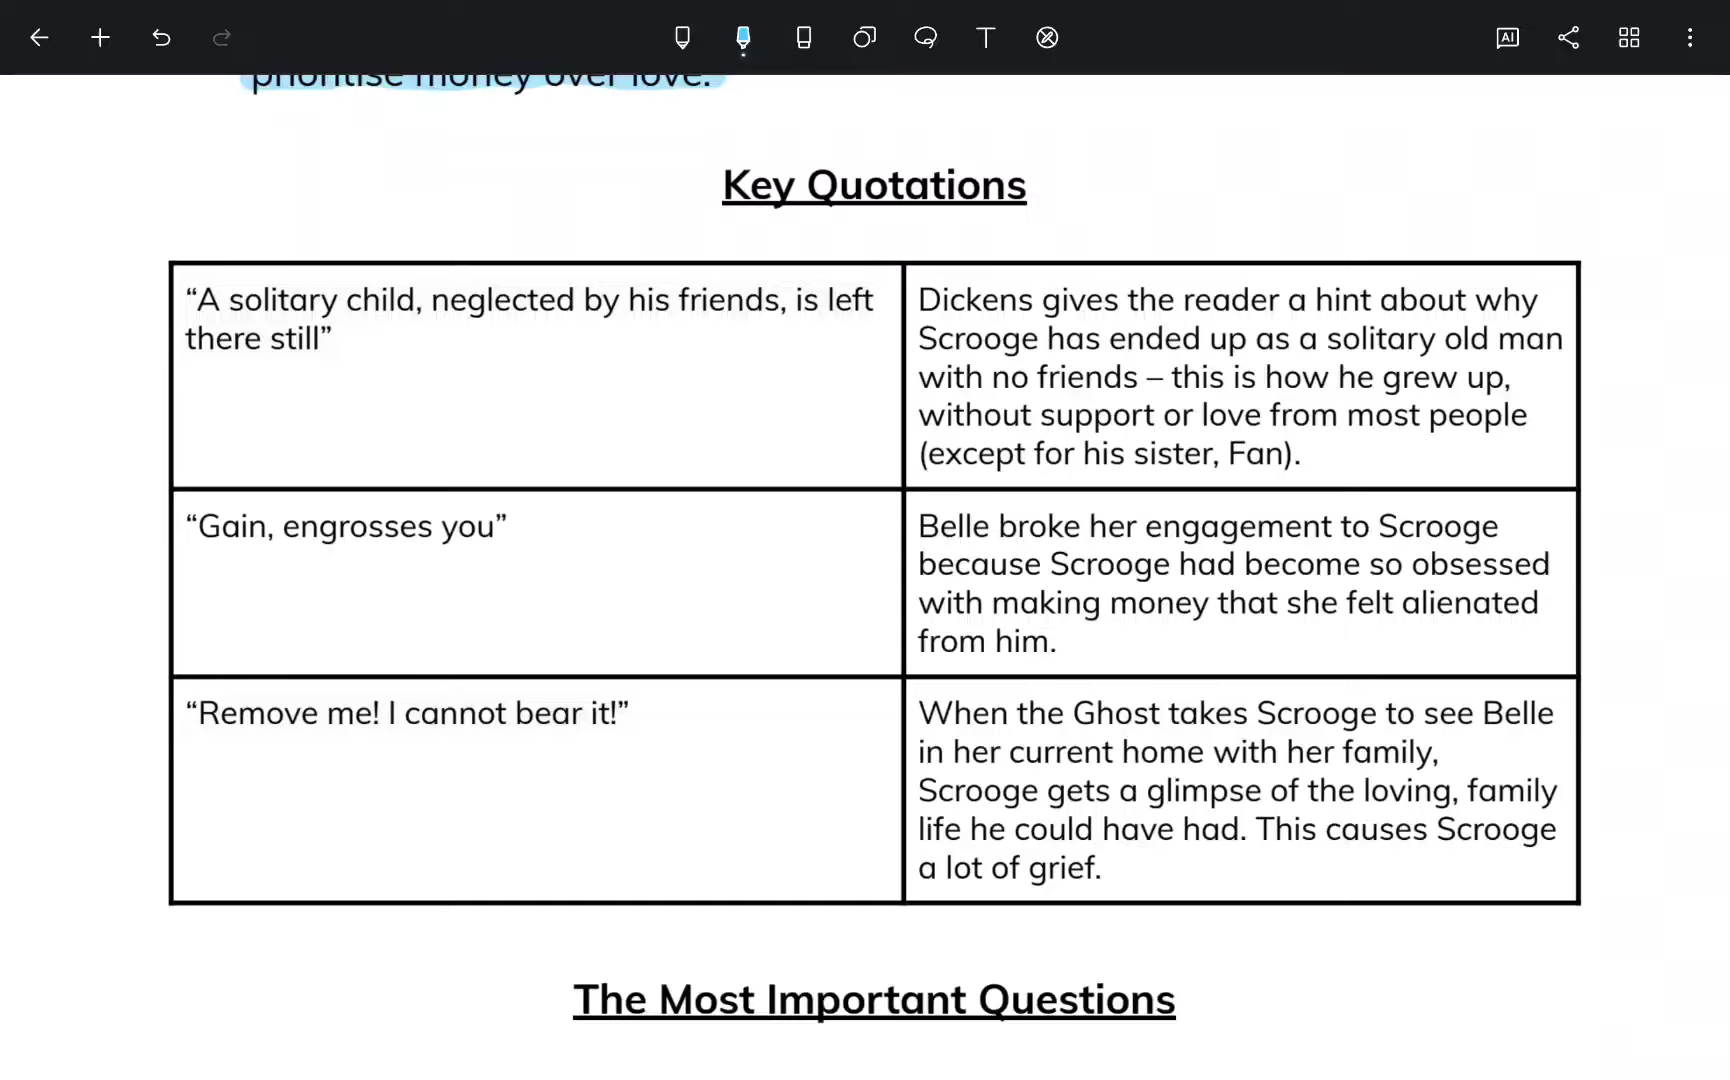 AI
prioritise money over love.
Key Quotations
“A solitary child, neglected by his friends, is left
there still”
Dickens gives the reader a hint about why
Scrooge has ended up as a solitary old man
with no friends – this is how he grew up,
without support or love from most people
(except for his sister, Fan).
“Gain, engrosses you”
Belle broke her engagement to Scrooge
because Scrooge had become so obsessed
with making money that she felt alienated
from him.
“Remove me! I cannot bear it!”
When the Ghost takes Scrooge to see Belle
in her current home with her family,
Scrooge gets a glimpse of the loving, family
life he could have had. This causes Scrooge
a lot of grief.
The Most Important Questions